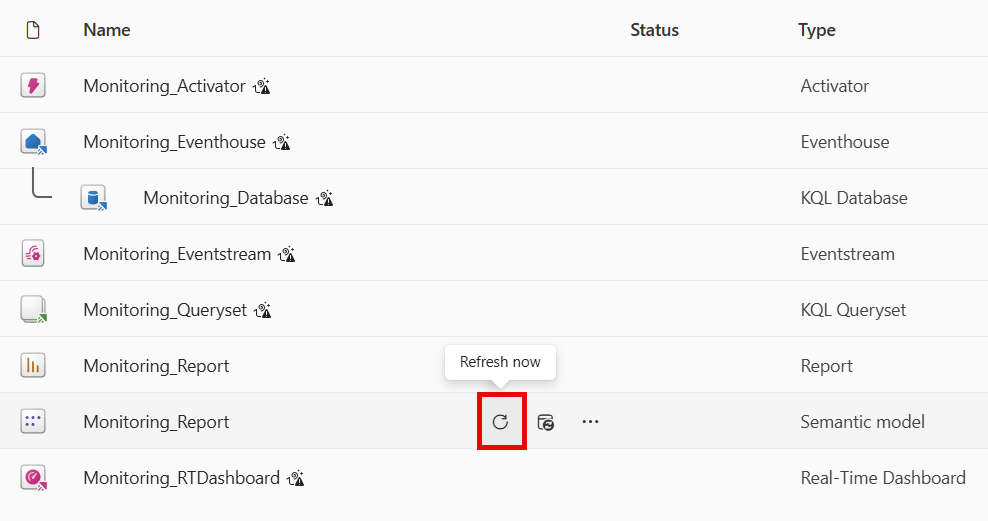 Name Status Type
Monitoring_Activator Activator
Monitoring_Eventhouse Eventhouse
Monitoring_Database KQL Database
Monitoring_Eventstream Eventstream
Monitoring_Queryset KQL Queryset
Monitoring_Report Report
Refresh now
Monitoring_Report Semantic model
Monitoring_RTDashboard Real-Time Dashboard